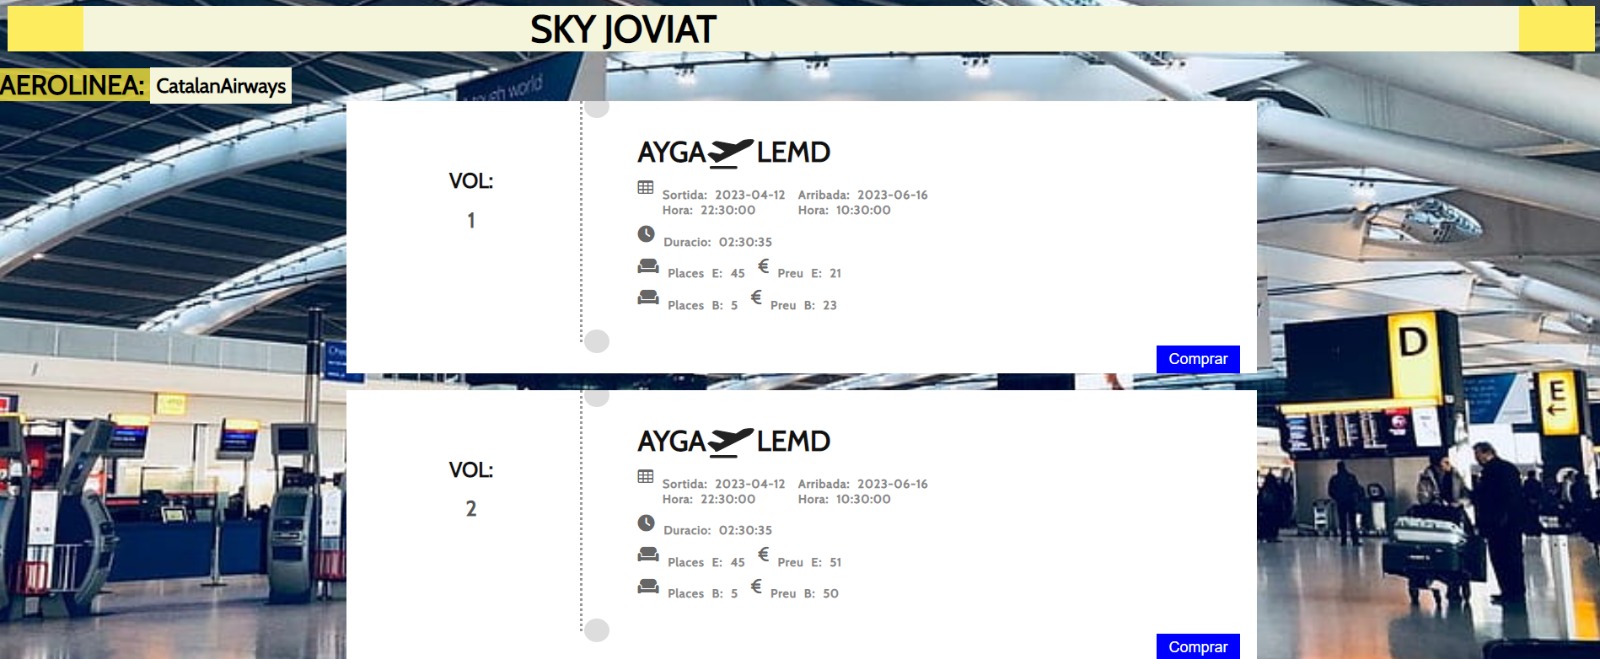 SKY JOVIAT
AEROLINEA: CatalanAirways
touch world
VOL:
1
AYGA LEMD
Sortida: 2023-04-12 Arribada: 2023-06-16
Hora: 22:30:00 Hora: 10:30:00
Duracio: 02:30:35
Places E: 45 € Preu E: 21
Places B: 5 € Preu B: 23
Comprar
D
E
←
VOL:
2
AYGA LEMD
Sortida: 2023-04-12 Arribada: 2023-06-16
Hora: 22:30:00 Hora: 10:30:00
Duracio: 02:30:35
Places E: 45 € Preu E: 51
Places B: 5 € Preu B: 50
Comprar